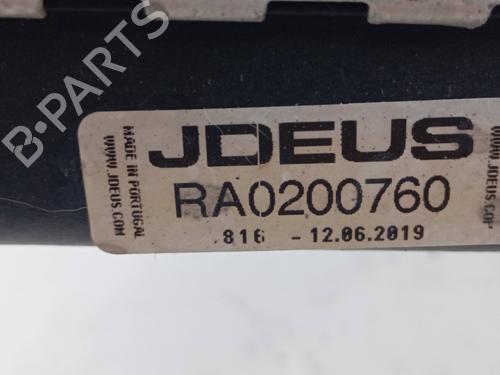 B-PARTS
MADE IN PORTUGAL
WWW.JDEUS.COM
JDEUS
RA0200760
816 - 12.06.2019
WWW.JDEUS.COM